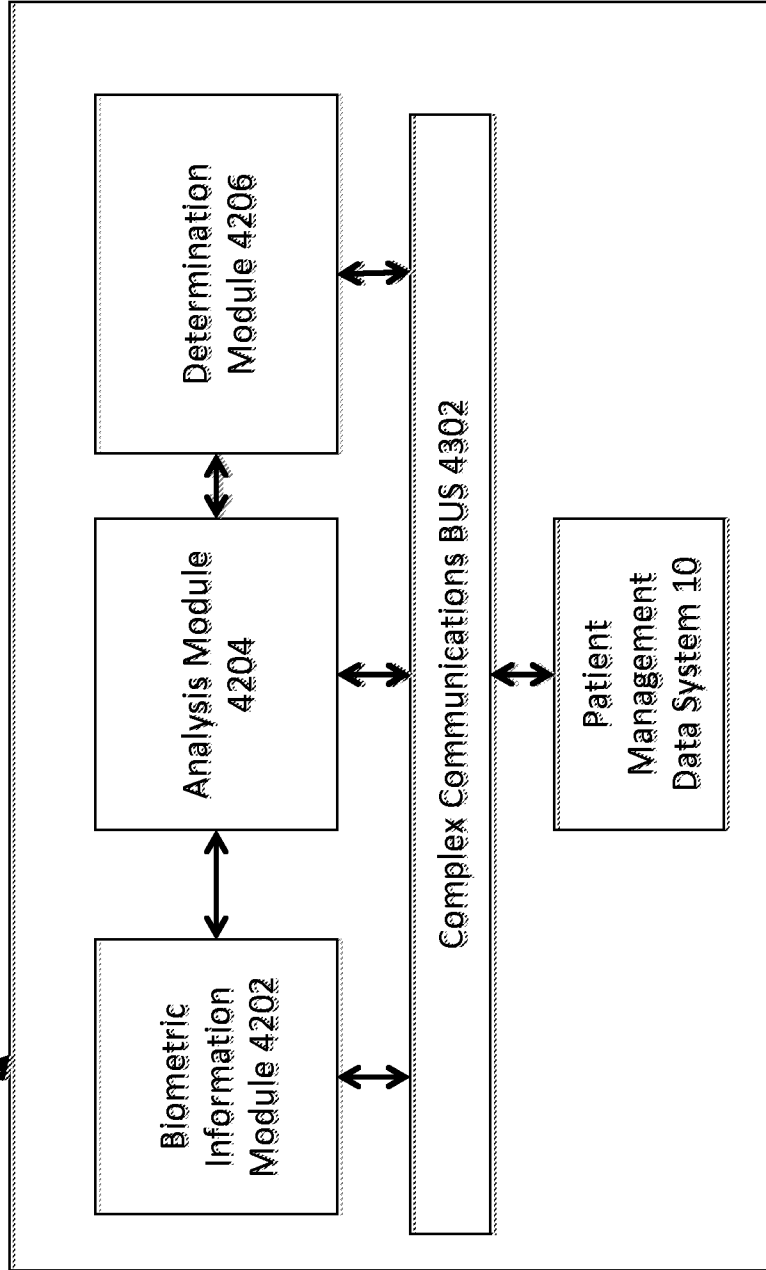 Biometric
Information
Module 4202
Analysis Module
4204
Determination
Module 4206
Complex Communications BUS 4302
Patient
Management
Data System 10